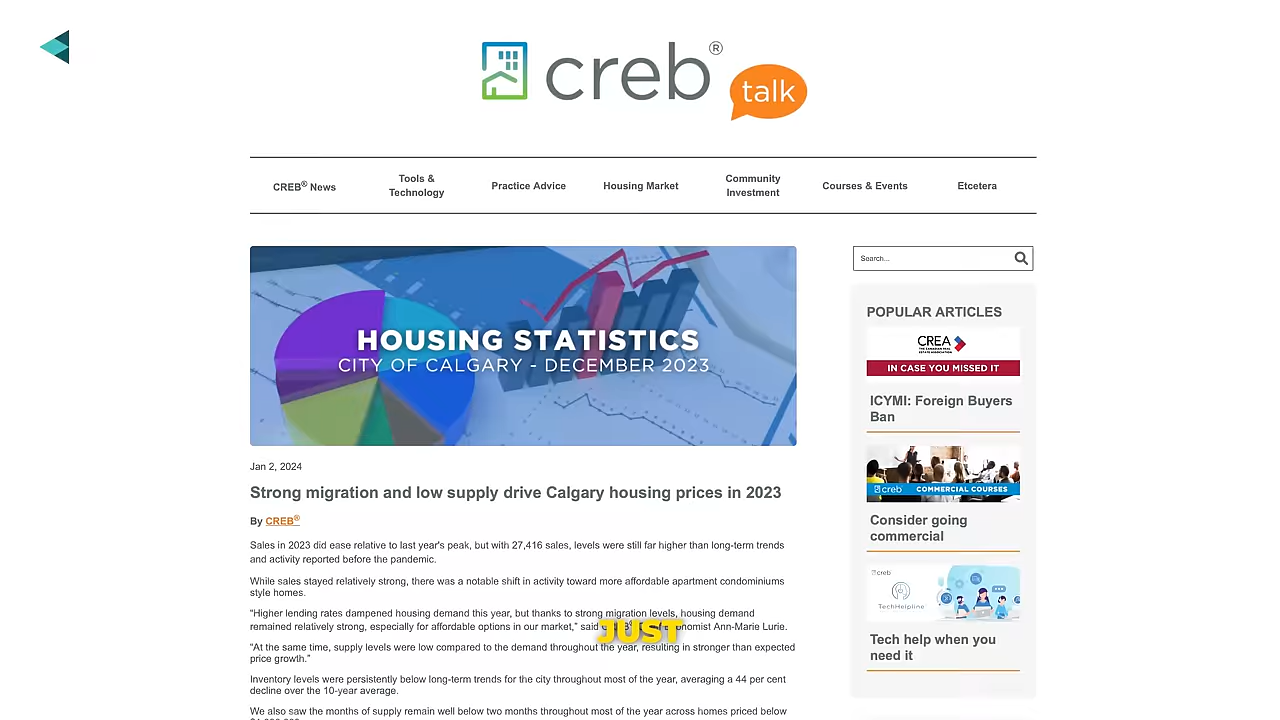 creb®
talk
CREB® News
Tools &
Technology
Practice Advice
Housing Market
Community
Investment
Courses & Events
Etcetera
HOUSING STATISTICS
CITY OF CALGARY - DECEMBER 2023
Jan 2, 2024
Strong migration and low supply drive Calgary housing prices in 2023
By CREB®
Sales in 2023 did ease relative to last year's peak, but with 27,416 sales, levels were still far higher than long-term trends
and activity reported before the pandemic.
While sales stayed relatively strong, there was a notable shift in activity toward more affordable apartment condominiums
style homes.
"Higher lending rates dampened housing demand this year, but thanks to strong migration levels, housing demand
remained relatively strong, especially for affordable options in our market," said Economist Ann-Marie Lurie.
JUST
"At the same time, supply levels were low compared to the demand throughout the year, resulting in stronger than expected
price growth."
Inventory levels were persistently below long-term trends for the city throughout most of the year, averaging a 44 per cent
decline over the 10-year average.
We also saw the months of supply remain well below two months throughout most of the year across homes priced below
Search...
POPULAR ARTICLES
CREA
THE CANADIAN REAL
ESTATE ASSOCIATION
IN CASE YOU MISSED IT
ICYMI: Foreign Buyers
Ban
creb
COMMERCIAL COURSES
Consider going
commercial
creb
TechHelpline
Tech help when you
need it